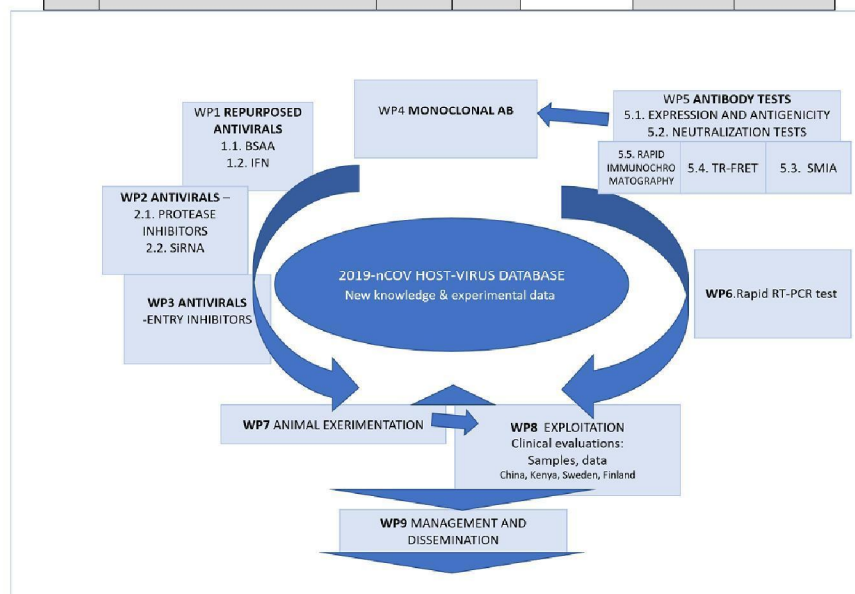 WP1 REPURPOSED
ANTIVIRALS
1.1. BSAA
1.2. IFN
WP4 MONOCLONAL AB
WP5 ANTIBODY TESTS
5.1. EXPRESSION AND ANTIGENICITY
5.2. NEUTRALIZATION TESTS
5.5. RAPID
IMMUNOCHRO
MATOGRAPHY
5.4. TR-FRET
5.3. SMIA
WP2 ANTIVIRALS –
2.1. PROTEASE
INHIBITORS
2.2. SiRNA
WP3 ANTIVIRALS
-ENTRY INHIBITORS
2019-nCOV HOST-VIRUS DATABASE
New knowledge & experimental data
WP6.Rapid RT-PCR test
WP7 ANIMAL EXERIMENTATION
WP8 EXPLOITATION
Clinical evaluations:
Samples, data
China, Kenya, Sweden, Finland
WP9 MANAGEMENT AND
DISSEMINATION